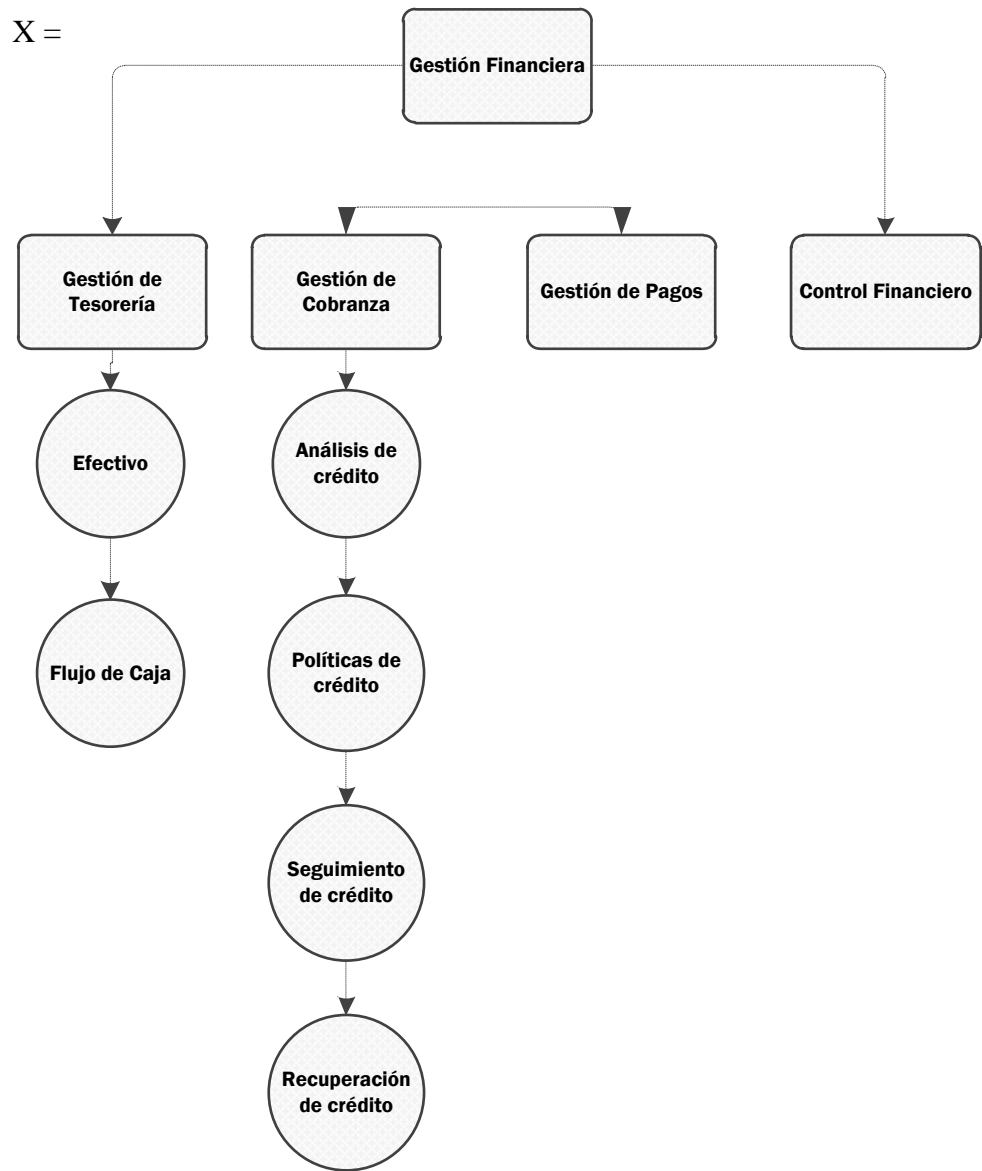 X =
Gestión Financiera
Gestión de
Tesorería
Gestión de
Cobranza
Gestión de Pagos
Control Financiero
Efectivo
Análisis de
crédito
Flujo de Caja
Políticas de
crédito
Seguimiento
de crédito
Recuperación
de crédito